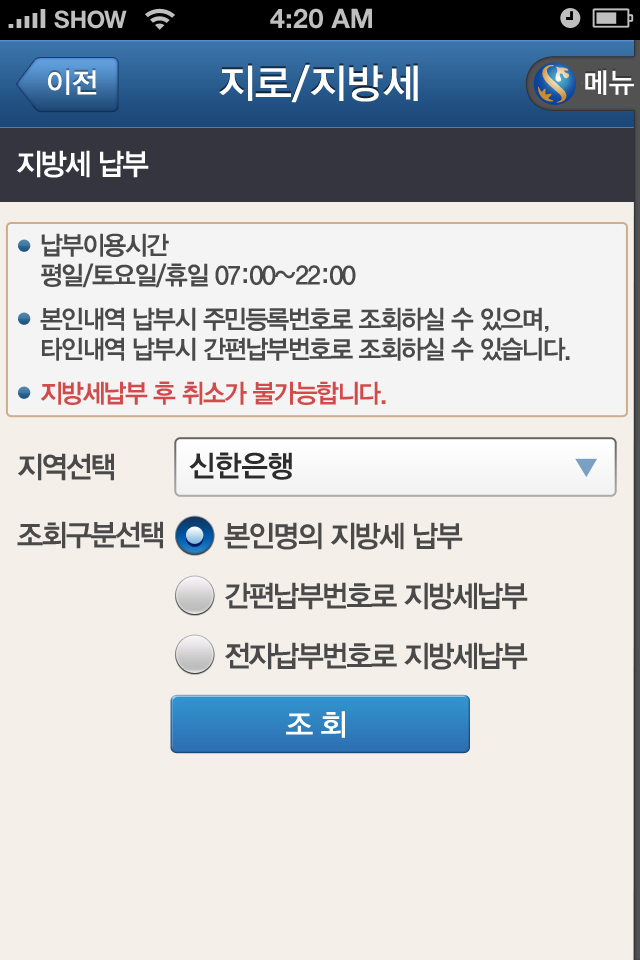 SHOW 4:20 AM
이전 지로/지방세 메뉴
지방세 납부
납부이용시간
평일/토요일/휴일 07:00~22:00
본인내역 납부시 주민등록번호로 조회하실 수 있으며,
타인내역 납부시 간편납부번호로 조회하실 수 있습니다.
지방세납부 후 취소가 불가능합니다.
지역선택 신한은행
조회구분선택 본인명의 지방세 납부
간편납부번호로 지방세납부
전자납부번호로 지방세납부
조 회